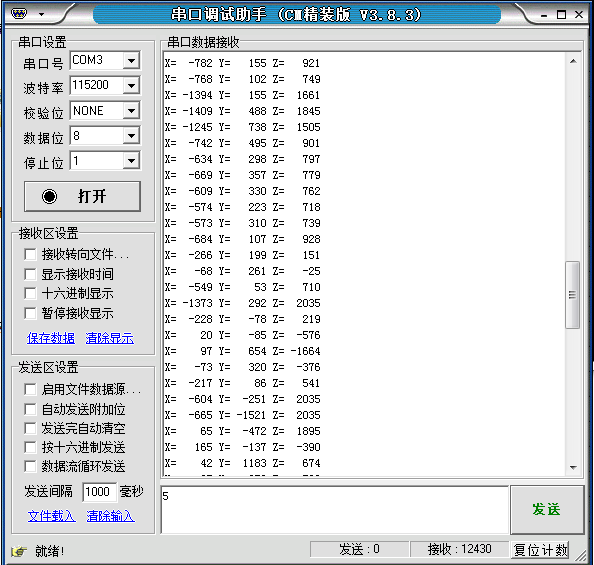 串口调试助手 (CM精装版 V3.8.3)
串口设置
串口号 COM3
波特率 115200
校验位 NONE
数据位 8
停止位 1
打开
接收区设置
接收转向文件...
显示接收时间
十六进制显示
暂停接收显示
保存数据 清除显示
发送区设置
启用文件数据源...
自动发送附加位
发送完自动清空
按十六进制发送
数据流循环发送
发送间隔 1000 毫秒
文件载入 清除输入
串口数据接收
X= -782 Y= 155 Z= 921
X= -768 Y= 102 Z= 749
X= -1394 Y= 155 Z= 1661
X= -1409 Y= 488 Z= 1845
X= -1245 Y= 738 Z= 1505
X= -742 Y= 495 Z= 901
X= -634 Y= 298 Z= 797
X= -669 Y= 357 Z= 779
X= -609 Y= 330 Z= 762
X= -574 Y= 223 Z= 718
X= -573 Y= 310 Z= 739
X= -684 Y= 107 Z= 928
X= -266 Y= 199 Z= 151
X= -68 Y= 261 Z= -25
X= -549 Y= 53 Z= 710
X= -1373 Y= 292 Z= 2035
X= -228 Y= -78 Z= 219
X= 20 Y= -85 Z= -576
X= 97 Y= 654 Z= -1664
X= -73 Y= 320 Z= -376
X= -217 Y= 86 Z= 541
X= -604 Y= -251 Z= 2035
X= -665 Y= -1521 Z= 2035
X= 65 Y= -472 Z= 1895
X= 165 Y= -137 Z= -390
X= 42 Y= 1183 Z= 674
5
发送
就绪!
发送 : 0
接收 : 12430
复位计数